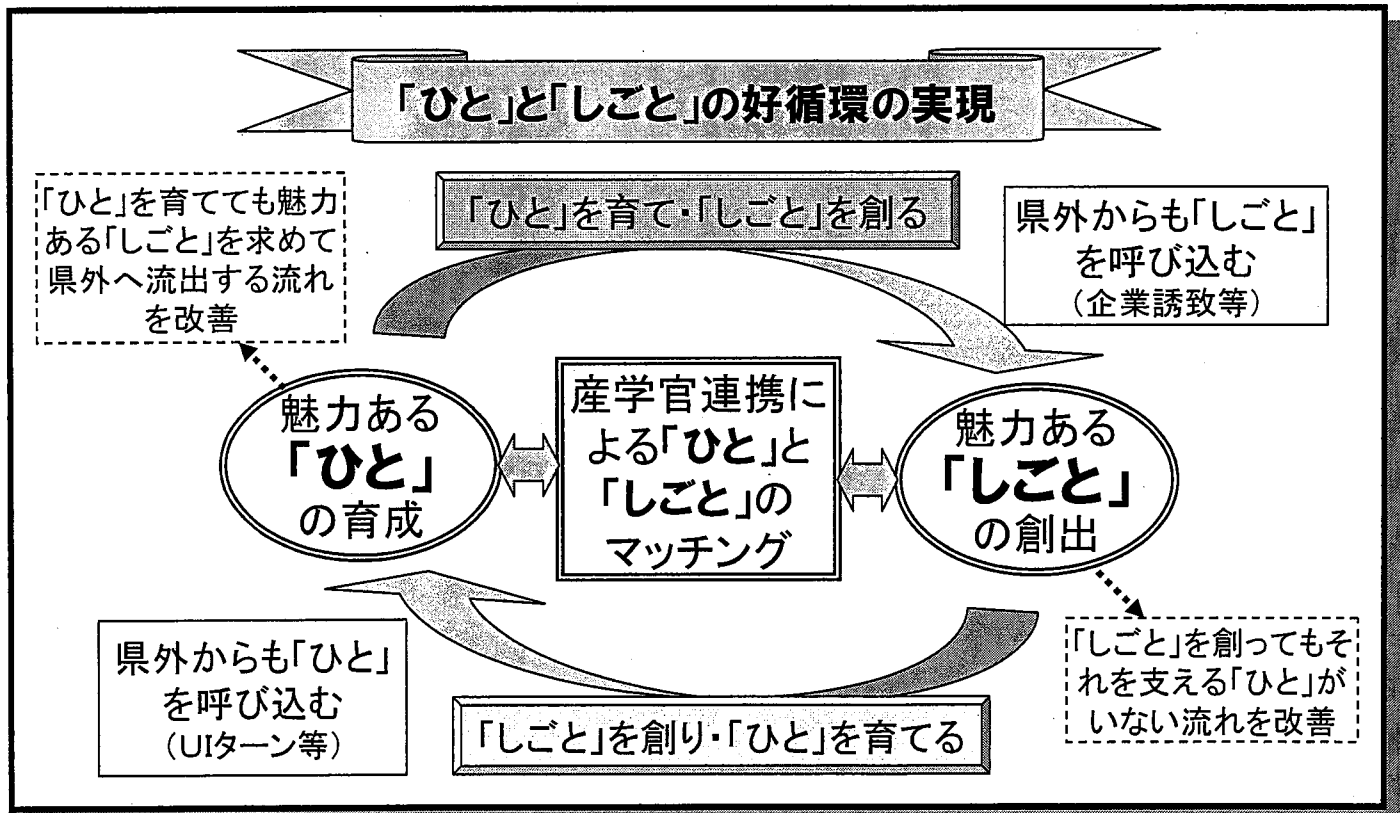 「ひと」と「しごと」の好循環の実現
「ひと」を育て・「しごと」を創る
「ひと」を育てても魅力
ある「しごと」を求めて
県外へ流出する流れ
を改善
県外からも「しごと」
を呼び込む
（企業誘致等）
魅力ある
「ひと」
の育成
産学官連携に
よる「ひと」と
「しごと」の
マッチング
魅力ある
「しごと」
の創出
県外からも「ひと」
を呼び込む
（UIターン等）
「しごと」を創り・「ひと」を育てる
「しごと」を創ってもそ
れを支える「ひと」が
いない流れを改善